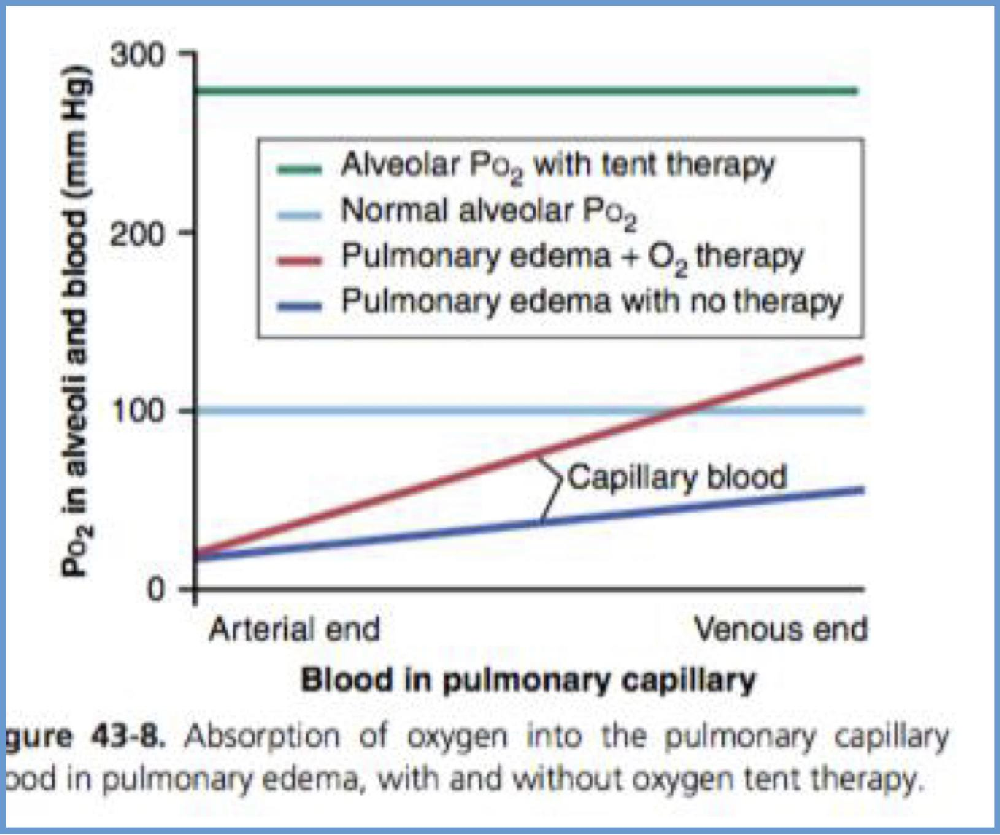 300
200
100
0
Po2 in alveoli and blood (mm Hg)
Alveolar Po2 with tent therapy
Normal alveolar Po2
Pulmonary edema + O2 therapy
Pulmonary edema with no therapy
Capillary blood
Arterial end Venous end
Blood in pulmonary capillary
gure 43-8. Absorption of oxygen into the pulmonary capillary
ood in pulmonary edema, with and without oxygen tent therapy.